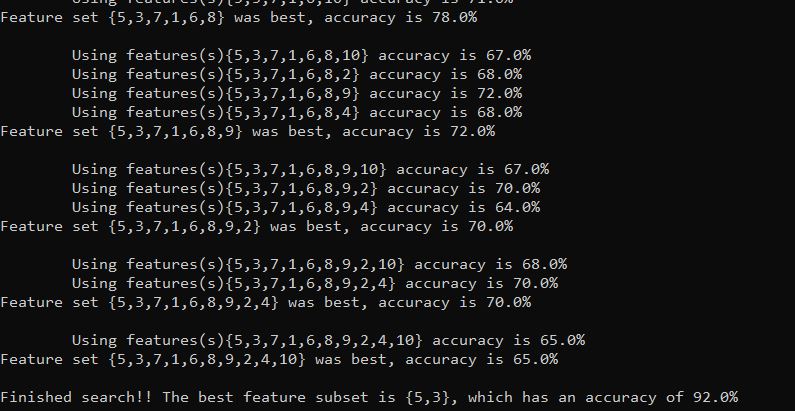 Using features(s){5,3,7,1,6,8,
Feature set {5,3,7,1,6,8} was best, accuracy is 78.0%
Using features(s){5,3,7,1,6,8,10} accuracy is 67.0%
Using features(s){5,3,7,1,6,8,2} accuracy is 68.0%
Using features(s){5,3,7,1,6,8,9} accuracy is 72.0%
Using features(s){5,3,7,1,6,8,4} accuracy is 68.0%
Feature set {5,3,7,1,6,8,9} was best, accuracy is 72.0%
Using features(s){5,3,7,1,6,8,9,10} accuracy is 67.0%
Using features(s){5,3,7,1,6,8,9,2} accuracy is 70.0%
Using features(s){5,3,7,1,6,8,9,4} accuracy is 64.0%
Feature set {5,3,7,1,6,8,9,2} was best, accuracy is 70.0%
Using features(s){5,3,7,1,6,8,9,2,10} accuracy is 68.0%
Using features(s){5,3,7,1,6,8,9,2,4} accuracy is 70.0%
Feature set {5,3,7,1,6,8,9,2,4} was best, accuracy is 70.0%
Using features(s){5,3,7,1,6,8,9,2,4,10} accuracy is 65.0%
Feature set {5,3,7,1,6,8,9,2,4,10} was best, accuracy is 65.0%
Finished search!! The best feature subset is {5,3}, which has an accuracy of 92.0%